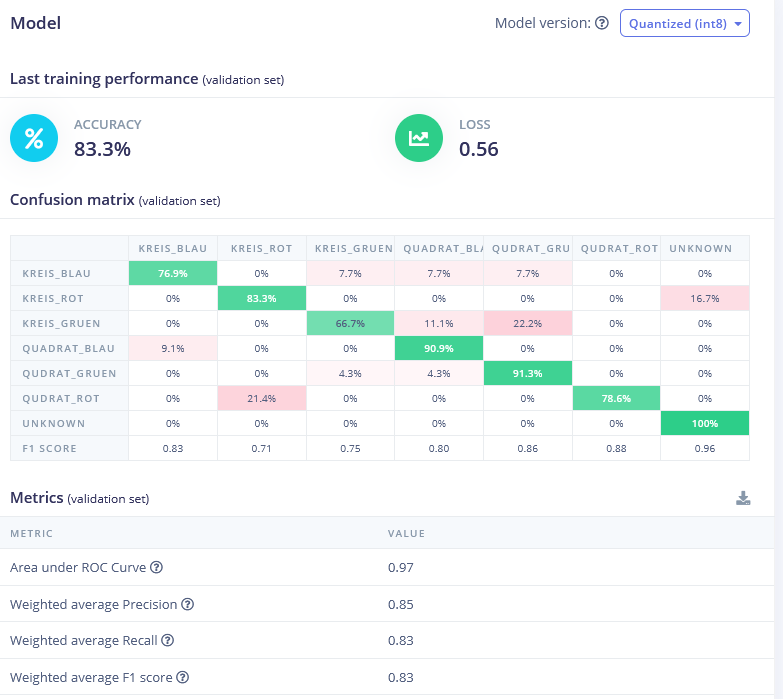 Model
Model version: Quantized (int8)
Last training performance (validation set)
ACCURACY
83.3%
LOSS
0.56
Confusion matrix (validation set)
KREIS_BLAU KREIS_ROT KREIS_GRUEN QUADRAT_BLA QUDRAT_GRU QUDRAT_ROT UNKNOWN
KREIS_BLAU 76.9% 0% 7.7% 7.7% 7.7% 0% 0%
KREIS_ROT 0% 83.3% 0% 0% 0% 0% 16.7%
KREIS_GRUEN 0% 0% 66.7% 11.1% 22.2% 0% 0%
QUADRAT_BLAU 9.1% 0% 0% 90.9% 0% 0% 0%
QUDRAT_GRUEN 0% 0% 4.3% 4.3% 91.3% 0% 0%
QUDRAT_ROT 0% 21.4% 0% 0% 0% 78.6% 0%
UNKNOWN 0% 0% 0% 0% 0% 0% 100%
F1 SCORE 0.83 0.71 0.75 0.80 0.86 0.88 0.96
Metrics (validation set)
METRIC VALUE
Area under ROC Curve 0.97
Weighted average Precision 0.85
Weighted average Recall 0.83
Weighted average F1 score 0.83